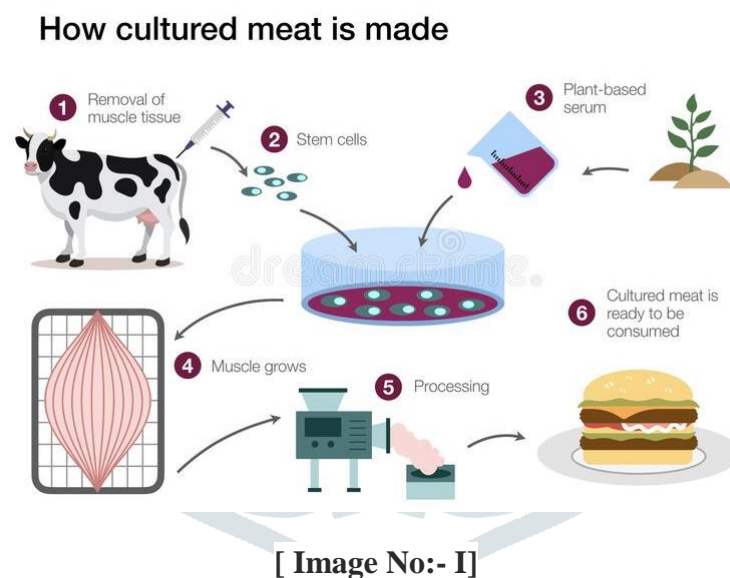 How cultured meat is made
1 Removal of
muscle tissue
2 Stem cells
3 Plant-based
serum
dreamstime.
4 Muscle grows
5 Processing
6 Cultured meat is
ready to be
consumed
[ Image No:- I]